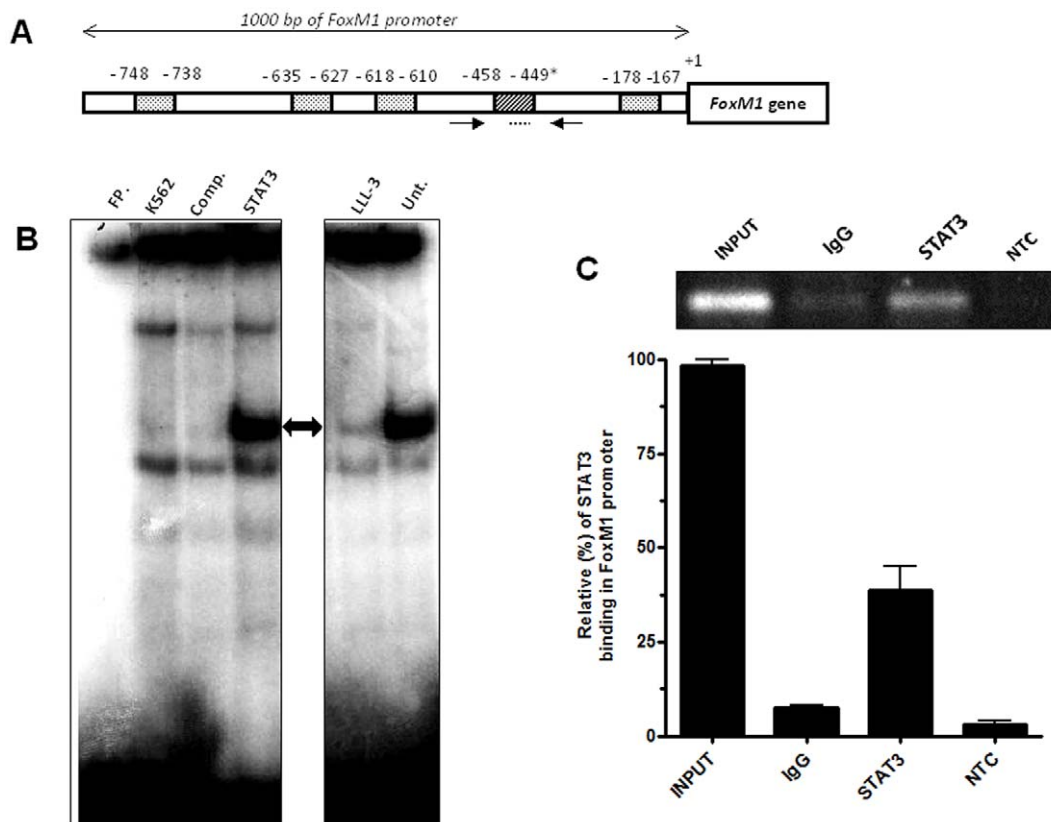 A
1000 bp of FoxM1 promoter
-748 -738 -635 -627 -618 -610 -458 -449* -178 -167 +1
FoxM1 gene
B
FP. K562 Comp. STAT3 LLL-3 Unt.
C
INPUT IgG STAT3 NTC
Relative (%) of STAT3
binding in FoxM1 promoter
100
75
50
25
0
INPUT IgG STAT3 NTC